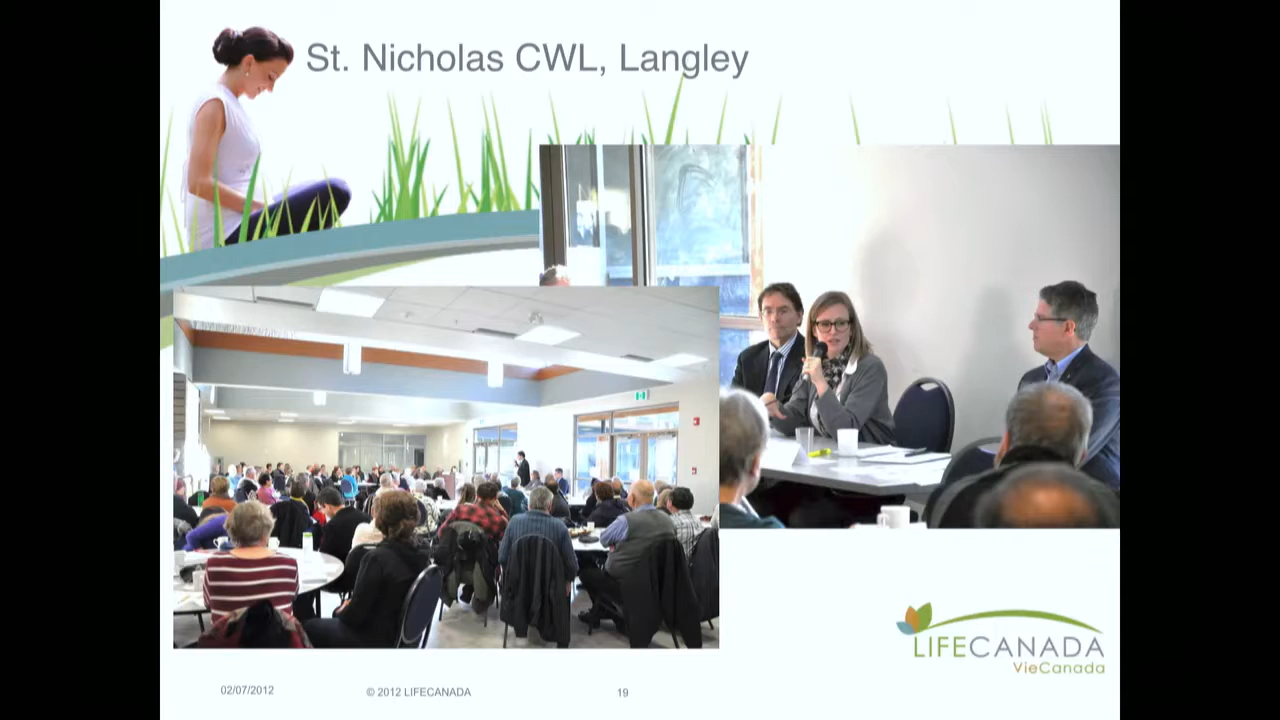 St. Nicholas CWL, Langley
LIFECANADA
VieCanada
02/07/2012
© 2012 LIFECANADA
19